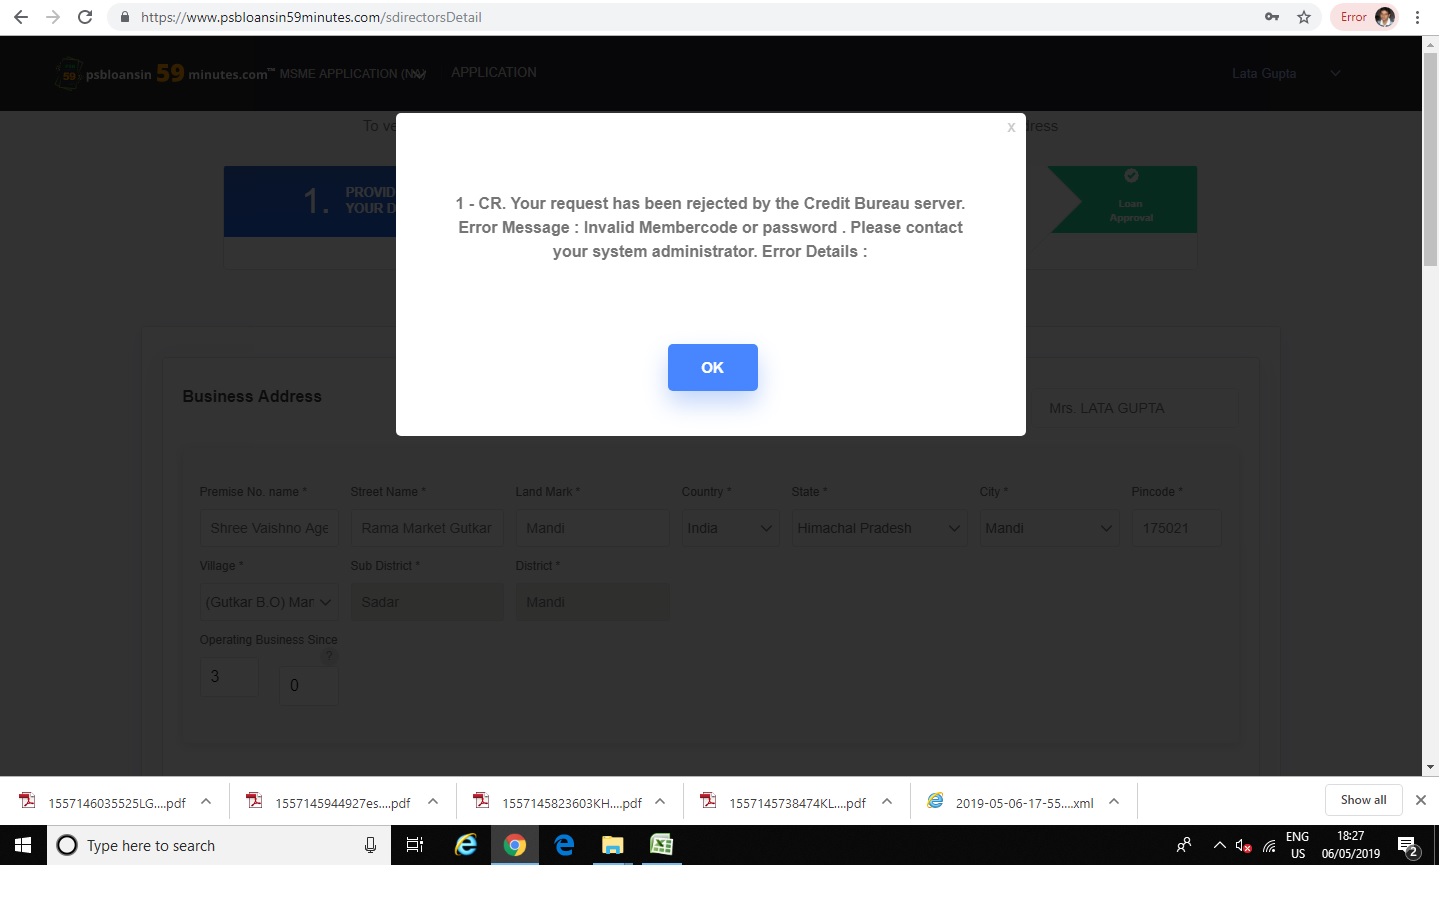 https://www.psbloansin59minutes.com/sdirectorsDetail
Error
59 psbloansin 59 minutes.com™ MSME APPLICATION
APPLICATION
Lata Gupta
To ve
ress
x
1. PROVID
YOUR D
Loan
Approval
1 - CR. Your request has been rejected by the Credit Bureau server.
Error Message : Invalid Membercode or password . Please contact
your system administrator. Error Details :
OK
Business Address
Mrs. LATA GUPTA
Premise No. name * Street Name * Land Mark * Country * State * City * Pincode *
Shree Vaishno Age Rama Market Gutkar Mandi India Himachal Pradesh Mandi 175021
Village * Sub District * District *
(Gutkar B.O) Mar Sadar Mandi
Operating Business Since
?
3 0
1557146035525LG....pdf 1557145944927es....pdf 1557145823603KH....pdf 1557145738474KL....pdf 2019-05-06-17-55....xml Show all
Type here to search
ENG
US
18:27
06/05/2019
2